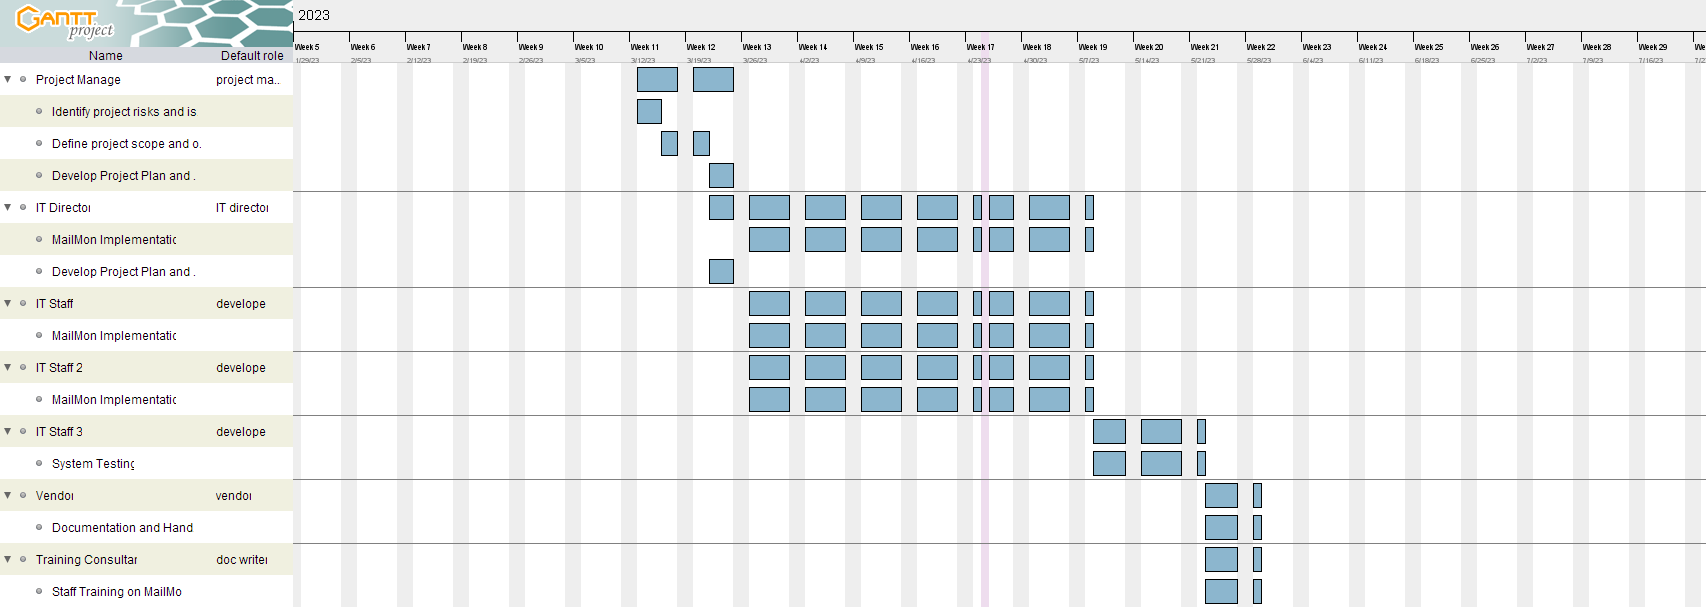 GANTT
project
2023
Week 5 Week 6 Week 7 Week 8 Week 9 Week 10 Week 11 Week 12 Week 13 Week 14 Week 15 Week 16 Week 17 Week 18 Week 19 Week 20 Week 21 Week 22 Week 23 Week 24 Week 25 Week 26 Week 27 Week 28 Week 29 We
Name Default role
1/29/23 2/5/23 2/12/23 2/19/23 2/26/23 3/5/23 3/12/23 3/19/23 3/26/23 4/2/23 4/9/23 4/16/23 4/23/23 4/30/23 5/7/23 5/14/23 5/21/23 5/28/23 6/4/23 6/11/23 6/18/23 6/25/23 7/2/23 7/9/23 7/16/23 7/2
Project Manage project ma..
Identify project risks and is
Define project scope and o.
Develop Project Plan and .
IT Director IT director
MailMon Implementatic
Develop Project Plan and .
IT Staff develope
MailMon Implementatic
IT Staff 2 develope
MailMon Implementatic
IT Staff 3 develope
System Testing
Vendor vendor
Documentation and Hand
Training Consultar doc writer
Staff Training on MailMo